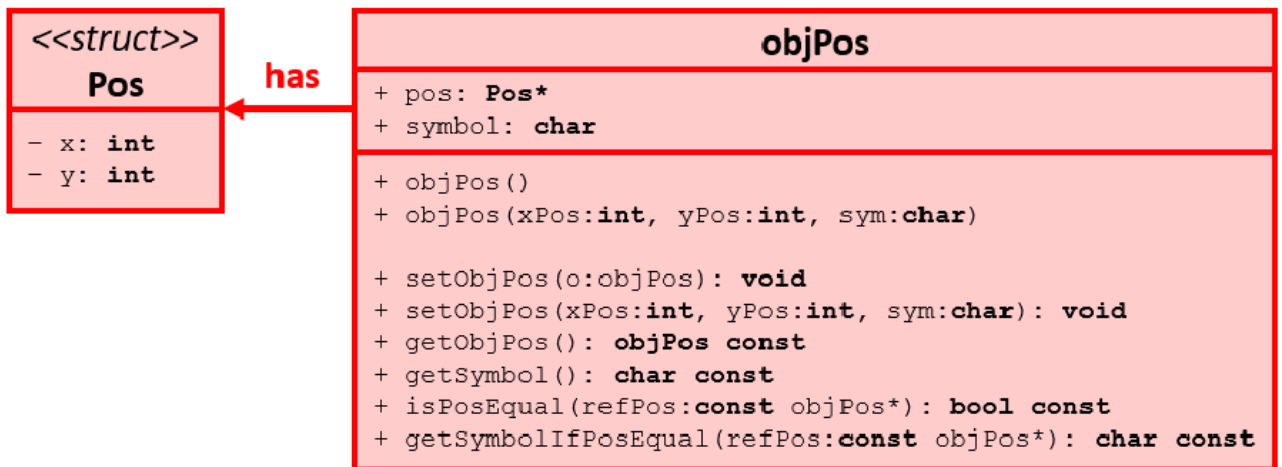 <<struct>>
Pos
- x: int
- y: int
has
objPos
+ pos: Pos*
+ symbol: char
+ objPos()
+ objPos(xPos:int, yPos:int, sym:char)
+ setObjPos(o:objPos): void
+ setObjPos(xPos:int, yPos:int, sym:char): void
+ getObjPos(): objPos const
+ getSymbol(): char const
+ isPosEqual(refPos:const objPos*): bool const
+ getSymbolIfPosEqual(refPos:const objPos*): char const